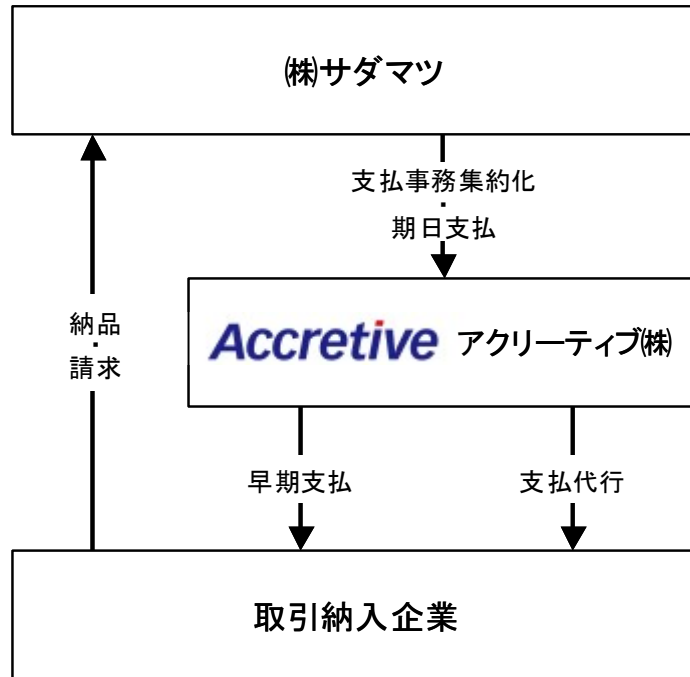 ㈱サダマツ
支払事務集約化
・
期日支払
納品
・
請求
Accretive アクリーティブ㈱
早期支払
支払代行
取引納入企業